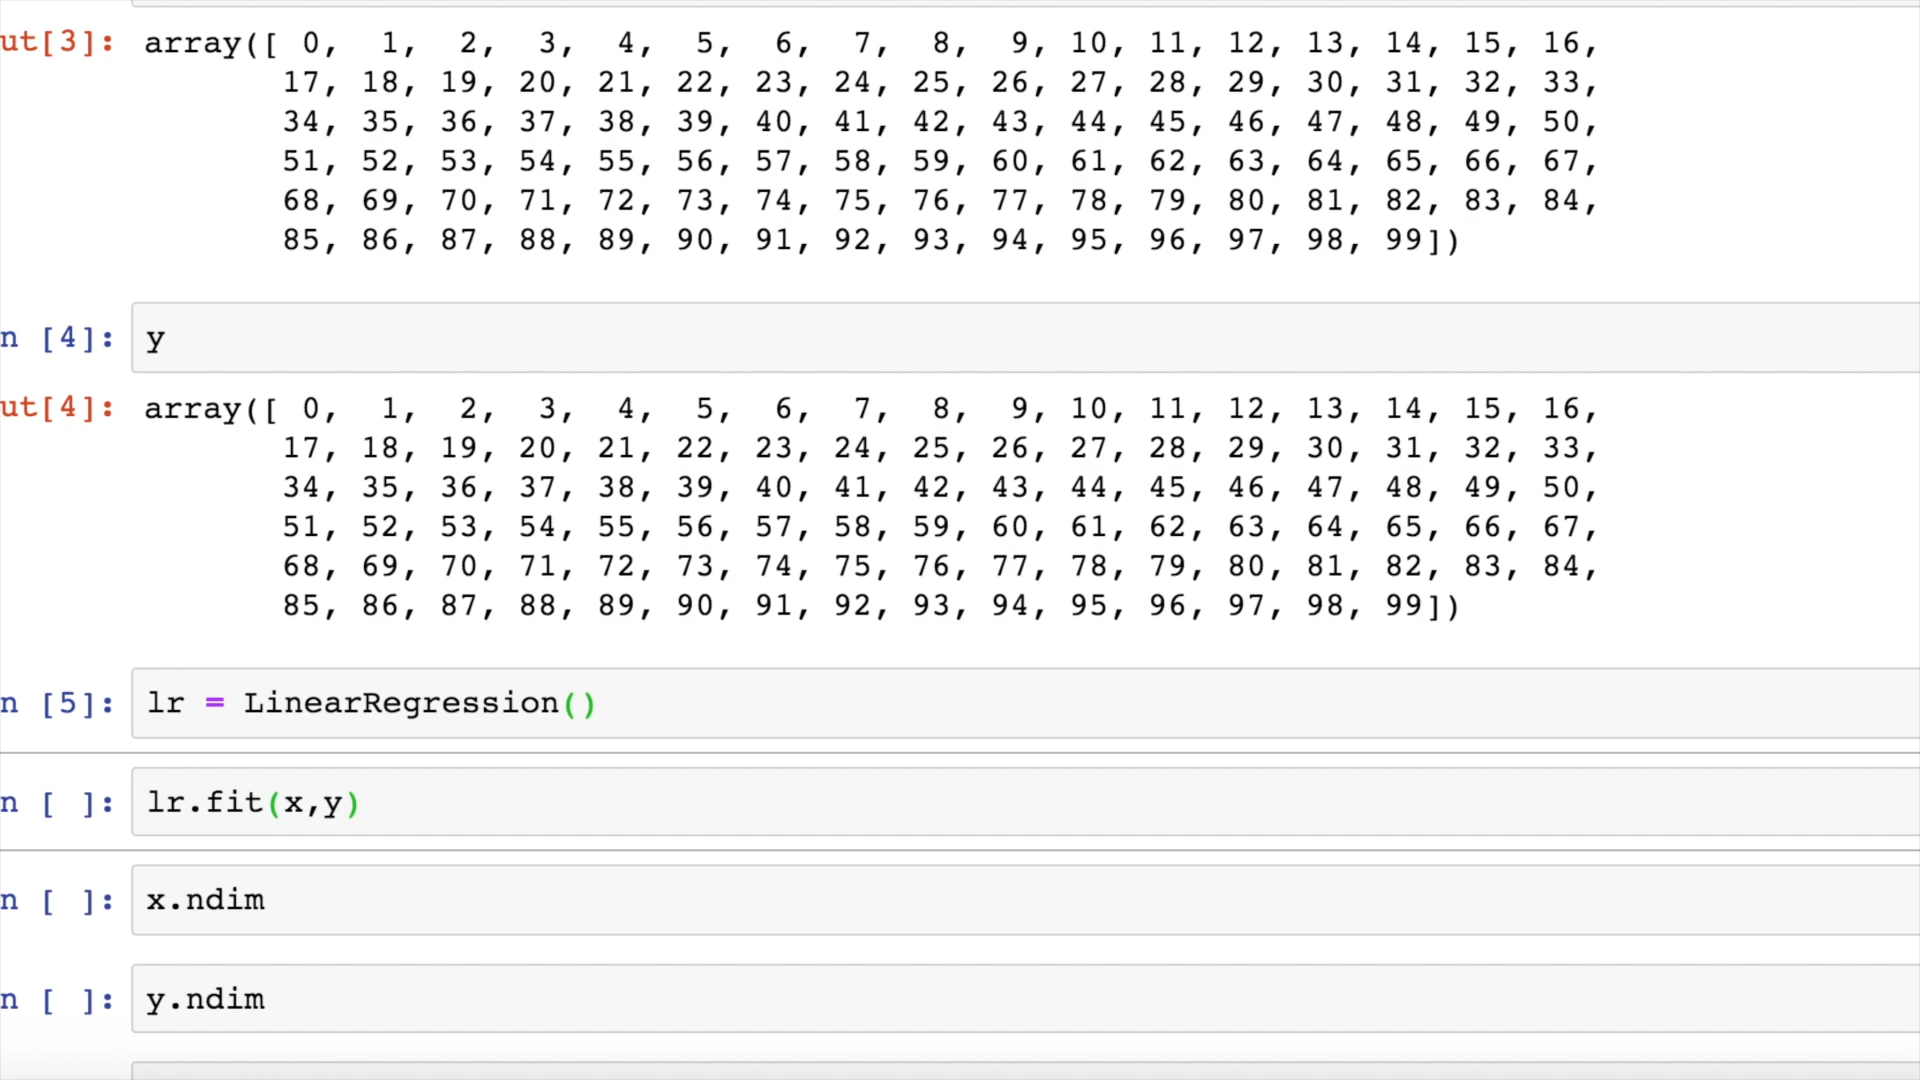 ut[3]: array([ 0, 1, 2, 3, 4, 5, 6, 7, 8, 9, 10, 11, 12, 13, 14, 15, 16,
17, 18, 19, 20, 21, 22, 23, 24, 25, 26, 27, 28, 29, 30, 31, 32, 33,
34, 35, 36, 37, 38, 39, 40, 41, 42, 43, 44, 45, 46, 47, 48, 49, 50,
51, 52, 53, 54, 55, 56, 57, 58, 59, 60, 61, 62, 63, 64, 65, 66, 67,
68, 69, 70, 71, 72, 73, 74, 75, 76, 77, 78, 79, 80, 81, 82, 83, 84,
85, 86, 87, 88, 89, 90, 91, 92, 93, 94, 95, 96, 97, 98, 99])
n [4]: y
ut[4]: array([ 0, 1, 2, 3, 4, 5, 6, 7, 8, 9, 10, 11, 12, 13, 14, 15, 16,
17, 18, 19, 20, 21, 22, 23, 24, 25, 26, 27, 28, 29, 30, 31, 32, 33,
34, 35, 36, 37, 38, 39, 40, 41, 42, 43, 44, 45, 46, 47, 48, 49, 50,
51, 52, 53, 54, 55, 56, 57, 58, 59, 60, 61, 62, 63, 64, 65, 66, 67,
68, 69, 70, 71, 72, 73, 74, 75, 76, 77, 78, 79, 80, 81, 82, 83, 84,
85, 86, 87, 88, 89, 90, 91, 92, 93, 94, 95, 96, 97, 98, 99])
n [5]: lr = LinearRegression()
n [ ]: lr.fit(x,y)
n [ ]: x.ndim
n [ ]: y.ndim